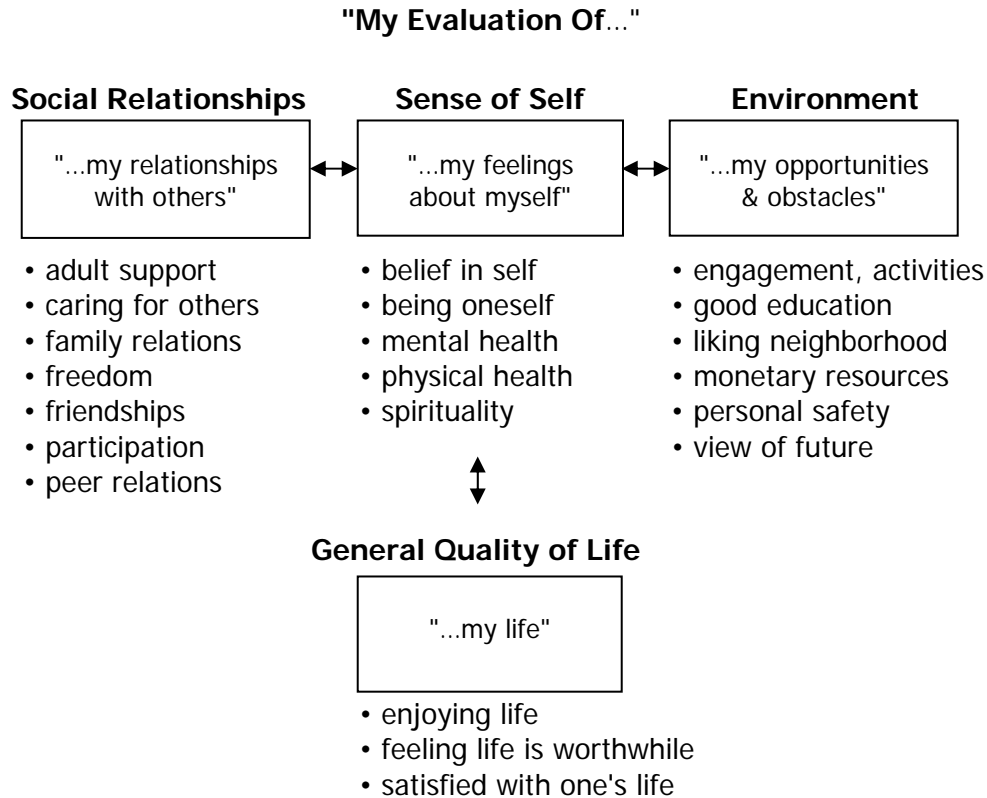 "My Evaluation Of..."
Social Relationships
"...my relationships
with others"
• adult support
• caring for others
• family relations
• freedom
• friendships
• participation
• peer relations
Sense of Self
"...my feelings
about myself"
• belief in self
• being oneself
• mental health
• physical health
• spirituality
Environment
"...my opportunities
& obstacles"
• engagement, activities
• good education
• liking neighborhood
• monetary resources
• personal safety
• view of future
General Quality of Life
"...my life"
• enjoying life
• feeling life is worthwhile
• satisfied with one's life